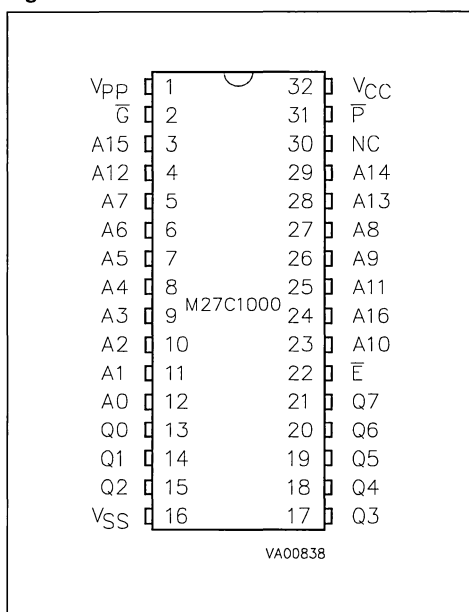 VPP 1 32 VCC
G̅ 2 31 P̅
A15 3 30 NC
A12 4 29 A14
A7 5 28 A13
A6 6 27 A8
A5 7 26 A9
A4 8 25 A11
M27C1000
A3 9 24 A16
A2 10 23 A10
A1 11 22 E̅
A0 12 21 Q7
Q0 13 20 Q6
Q1 14 19 Q5
Q2 15 18 Q4
VSS 16 17 Q3
VA00838